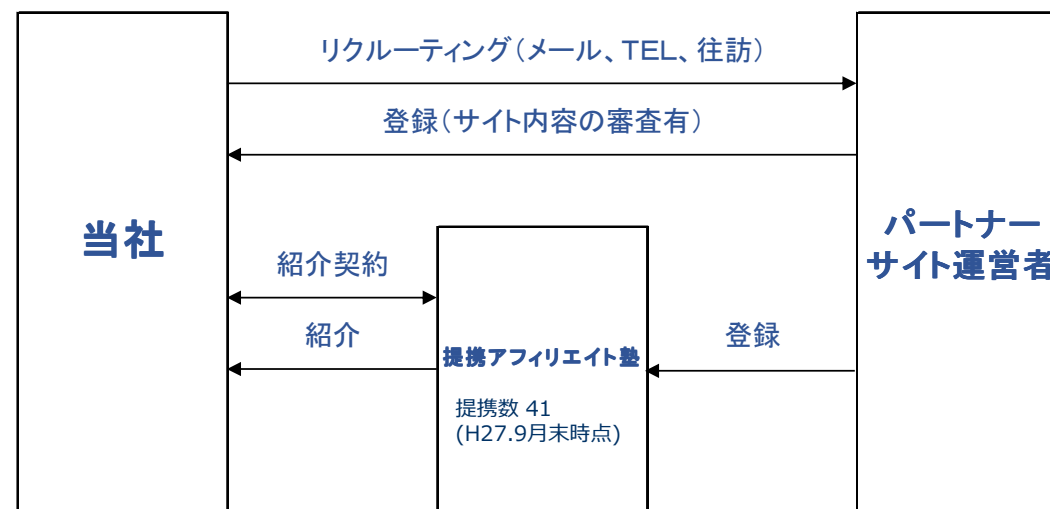 リクルーティング（メール、TEL、往訪）
登録（サイト内容の審査有）
当社
パートナー
サイト運営者
紹介契約
紹介
提携アフィリエイト塾
登録
提携数 41
(H27.9月末時点)